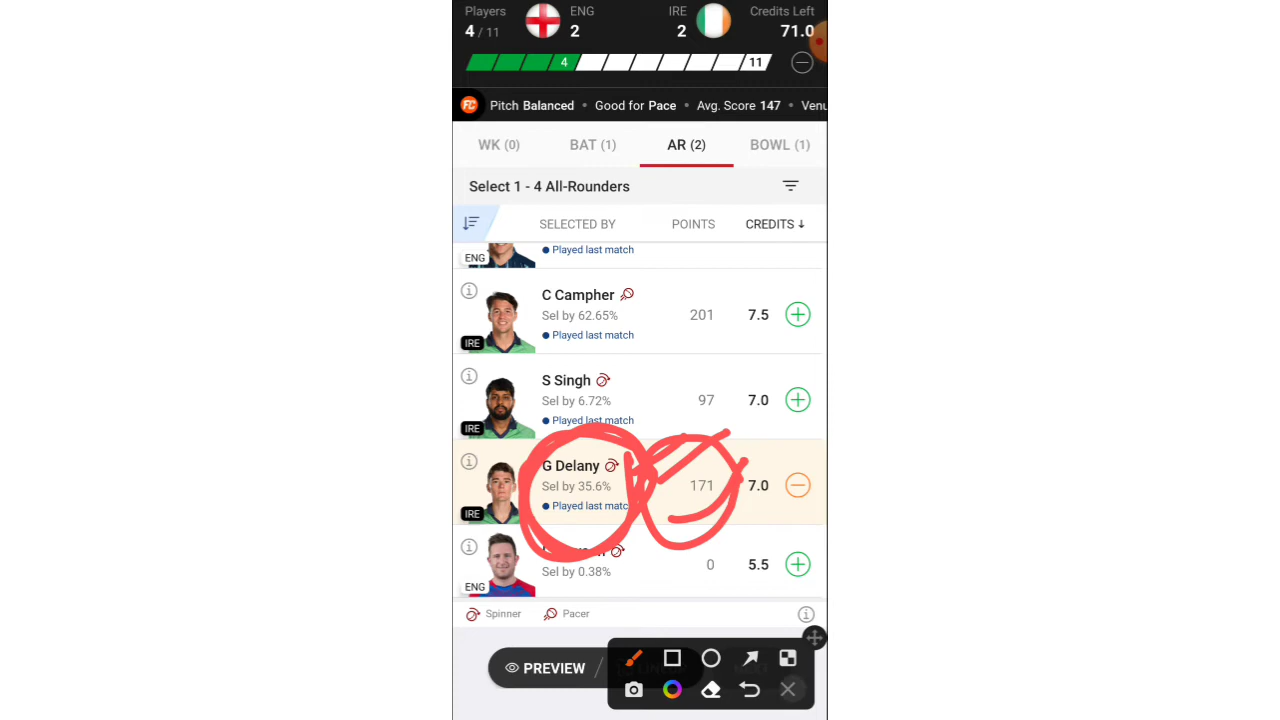 Players ENG IRE Credits Left
4 / 11 2 2 71.0
4 11
FC Pitch Balanced • Good for Pace • Avg. Score 147 • Venu
WK (0) BAT (1) AR (2) BOWL (1)
Select 1 - 4 All-Rounders
SELECTED BY POINTS CREDITS ↓
ENG Played last match
C Campher
Sel by 62.65% 201 7.5
IRE Played last match
S Singh
Sel by 6.72% 97 7.0
IRE Played last match
G Delany
Sel by 35.6% 171 7.0
IRE Played last matc
Sel by 0.38% 0 5.5
ENG
Spinner Pacer
PREVIEW